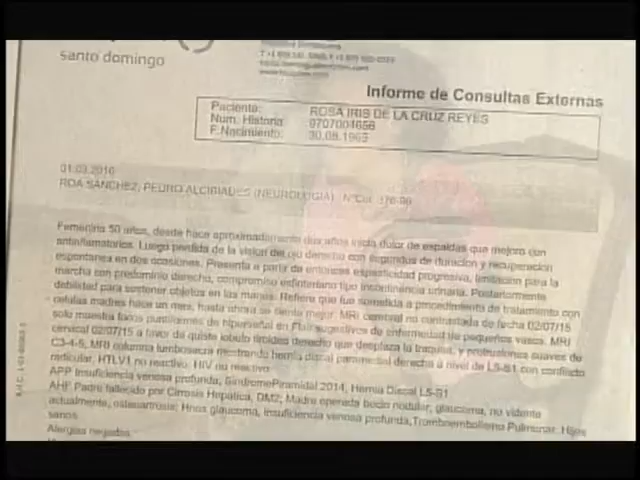 santo domingo
Informe de Consultas Externas
Paciente: ROSA IRIS DE LA CRUZ REYES
Num. Historia: 9707004656
F.Nacimiento: 30.08.1965
01.03.2016
ROA SÁNCHEZ, PEDRO ALCIBIADES (NEUROLOGIA) N°Col.
Femenina 50 años, desde hace aproximadamente dos años inicia dolor de espaldas que mejoro con
antiinflamatorios. Luego perdida de la vision del ojo derecho con segundos de duracion y recuperacion
espontanea en dos ocasiones. Presenta a partir de entonces espasticidad progresiva, limitacion para la
marcha con predominio derecho, compromiso esfinteriano tipo incontinencia urinaria. Posteriormente
debilidad para sostener objetos en las manos. Refiere que fue sometida a procedimiento de tratamiento con
celulas madres hace un mes, hasta ahora se siente mejor. MRI cerebral no contrastada de fecha 02/07/15
solo muestra focos puntiformes de hiperseñal en Flair sugestivos de enfermedad de pequeños vasos. MRI
cervical 02/07/15 a favor de quiste lobulo tiroides derecho que desplaza la traquea, y protrusiones suaves de
C3-4-5, MRI columna lumbosacra mostrando hernia discal paramedial derecha a nivel de L5-S1 con conflicto
radicular, HTLV1 no reactivo. HIV no reactivo
APP Insuficiencia venosa profunda, SindromePiramidal 2014, Hernia Discal L5-S1
AHF Padre fallecido por Cirrosis Hepatica, DM2; Madre operada bocio nodular, glaucoma, no vidente
actualmente, osteoartrosis; Hnos glaucoma, insuficiencia venosa profunda,Tromboembolismo Pulmonar. Hijos
sanos
Alergias negadas